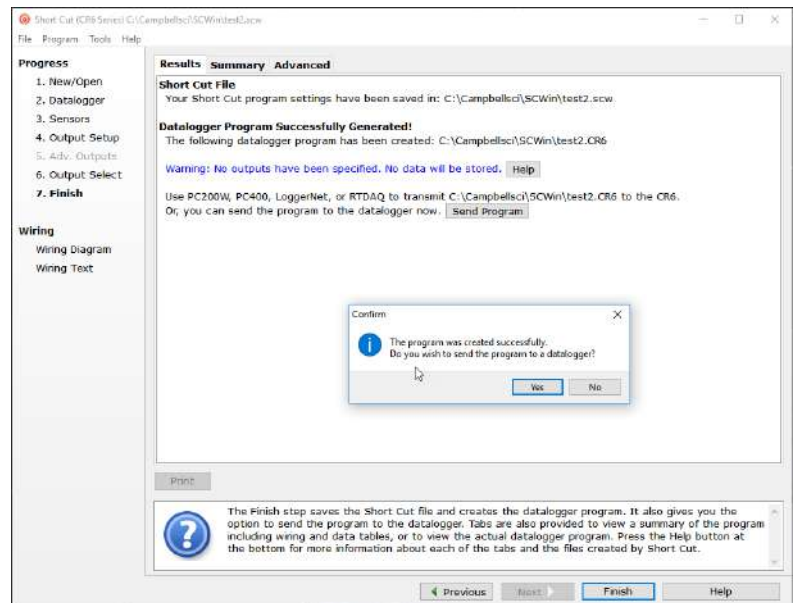 Short Cut (CR6 Series) C:\Campbellsci\SCWin\test2.scw
File Program Tools Help
Progress
1. New/Open
2. Datalogger
3. Sensors
4. Output Setup
5. Adv. Outputs
6. Output Select
7. Finish
Wiring
Wiring Diagram
Wiring Text
Results Summary Advanced
Short Cut File
Your Short Cut program settings have been saved in: C:\Campbellsci\SCWin\test2.scw
Datalogger Program Successfully Generated!
The following datalogger program has been created: C:\Campbellsci\SCWin\test2.CR6
Warning: No outputs have been specified. No data will be stored. Help
Use PC200W, PC400, LoggerNet, or RTDAQ to transmit C:\Campbellsci\SCWin\test2.CR6 to the CR6.
Or, you can send the program to the datalogger now. Send Program
Confirm
The program was created successfully.
Do you wish to send the program to a datalogger?
Yes No
Print
The Finish step saves the Short Cut file and creates the datalogger program. It also gives you the
option to send the program to the datalogger. Tabs are also provided to view a summary of the program
including wiring and data tables, or to view the actual datalogger program. Press the Help button at
the bottom for more information about each of the tabs and the files created by Short Cut.
Previous Next Finish Help